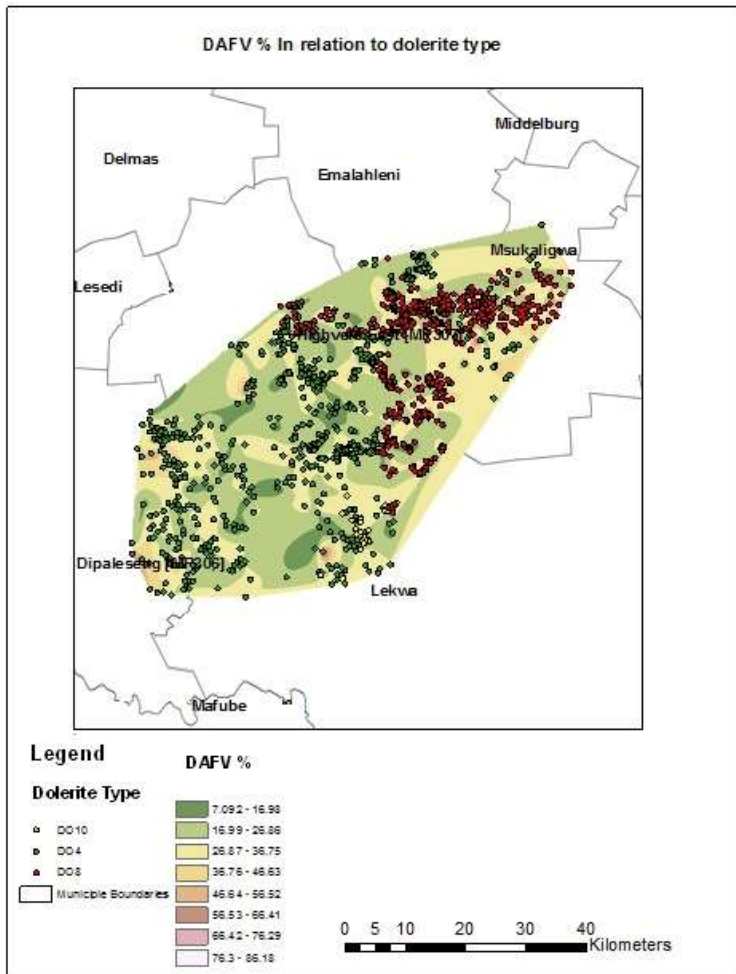 DAFV % In relation to dolerite type
Middelburg
Delmas
Emalahleni
Msukaligwa
Lesedi
Lekwa
Mafube
Legend
DAFV %
Dolerite Type
DO10
DO4
DO8
Municible Boundaries
7.092 - 16.98
16.99 - 26.86
26.87 - 36.75
36.76 - 46.63
46.64 - 56.52
56.53 - 66.41
66.42 - 76.29
76.3 - 86.18
0 5 10 20 30 40
Kilometers